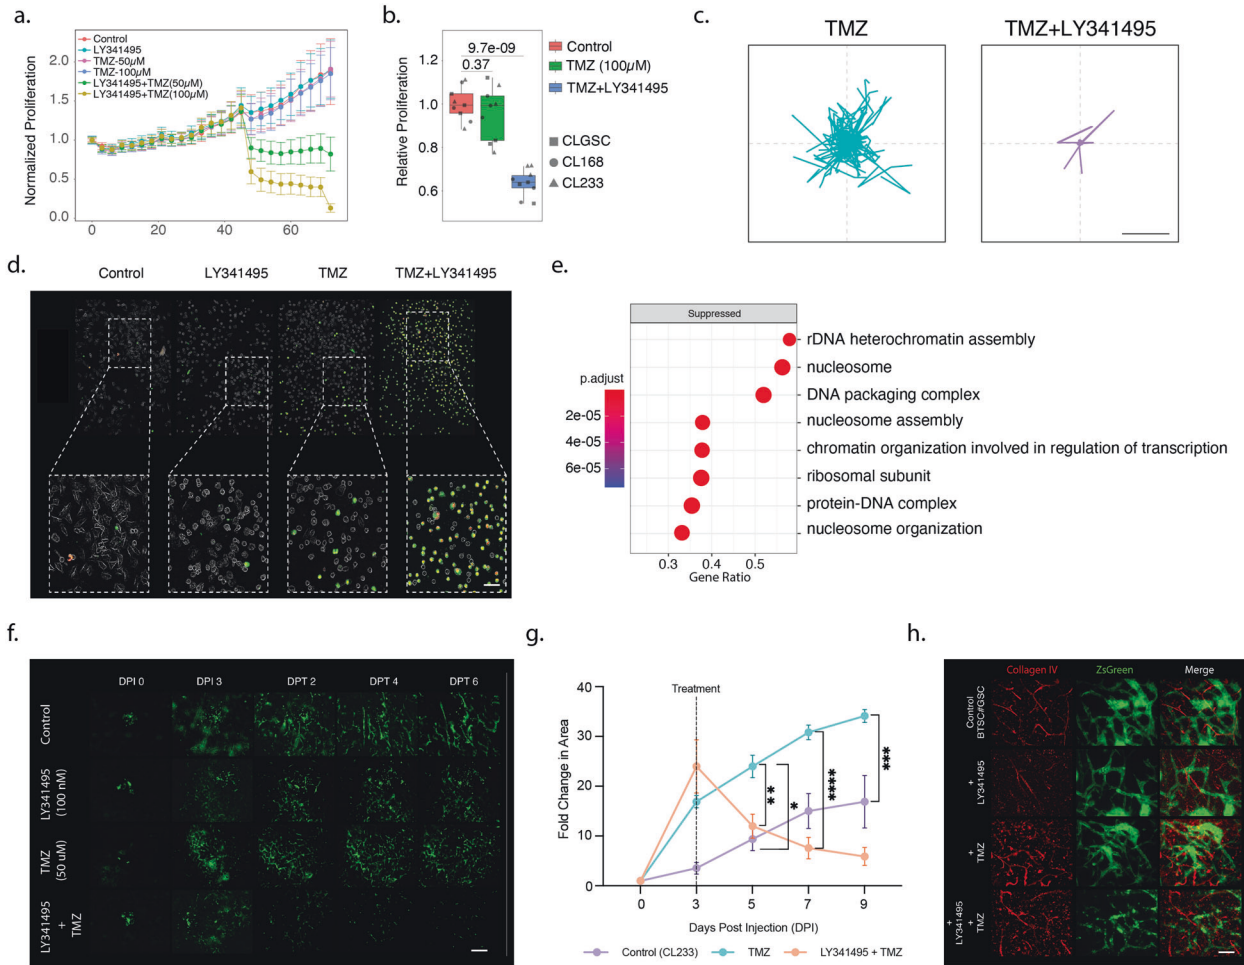 a.
Control
LY341495
TMZ-50µM
TMZ-100µM
LY341495+TMZ(50µM)
LY341495+TMZ(100µM)
Normalized Proliferation
2.0
1.5
1.0
0.5
0.0
0
20
40
60
b.
9.7e-09
0.37
Relative Proliferation
1.2
1.0
0.8
0.6
Control
TMZ (100µM)
TMZ+LY341495
CLGSC
CL168
CL233
c.
TMZ
TMZ+LY341495
d.
Control
LY341495
TMZ
TMZ+LY341495
e.
Suppressed
p.adjust
2e-05
4e-05
6e-05
rDNA heterochromatin assembly
nucleosome
DNA packaging complex
nucleosome assembly
chromatin organization involved in regulation of transcription
ribosomal subunit
protein-DNA complex
nucleosome organization
0.3
0.4
0.5
Gene Ratio
f.
DPI 0
DPI 3
DPT 2
DPT 4
DPT 6
Control
LY341495
(100 nM)
TMZ
(50 uM)
LY341495
+
TMZ
g.
Treatment
Fold Change in Area
40
30
20
10
0
**
*
****
***
0
3
5
7
9
Days Post Injection (DPI)
Control (CL233)
TMZ
LY341495 + TMZ
h.
Collagen IV
ZsGreen
Merge
Control
BTSC#GSC
+
LY341495
+
TMZ
+
LY341495
+
TMZ